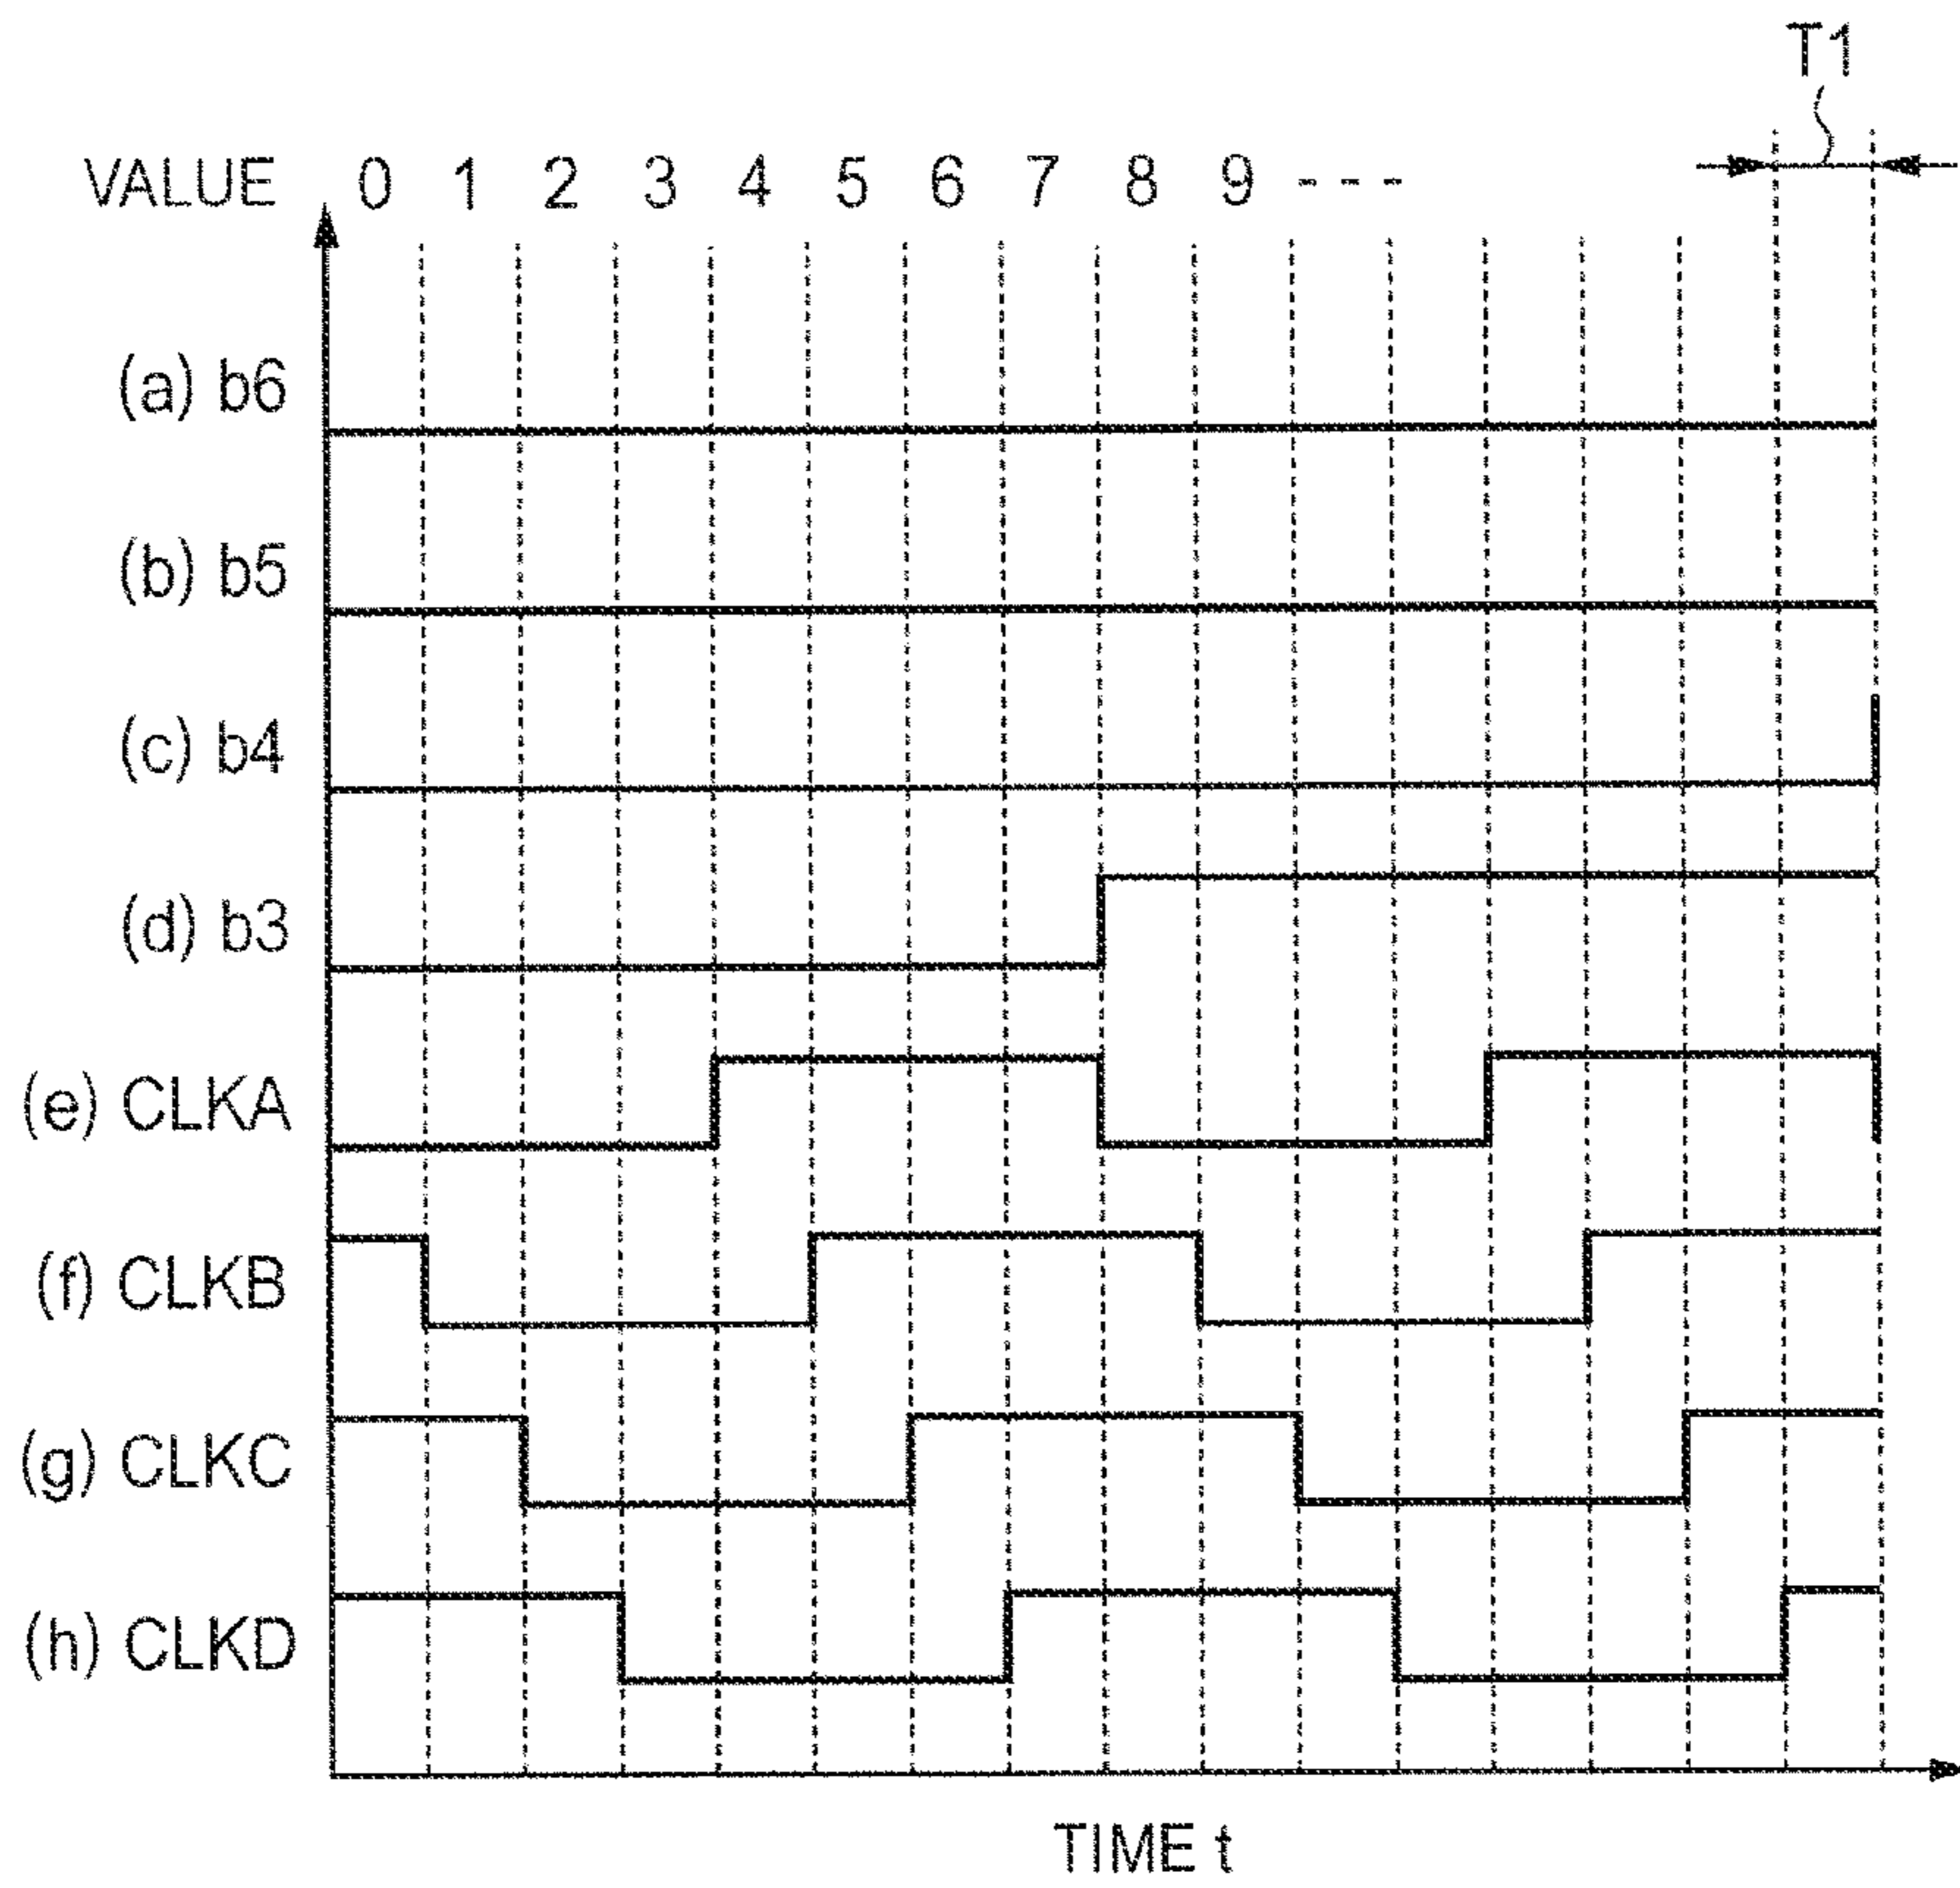 T1
VALUE 0 1 2 3 4 5 6 7 8 9 ---
(a) b6
(b) b5
(c) b4
(d) b3
(e) CLKA
(f) CLKB
(g) CLKC
(h) CLKD
TIME t